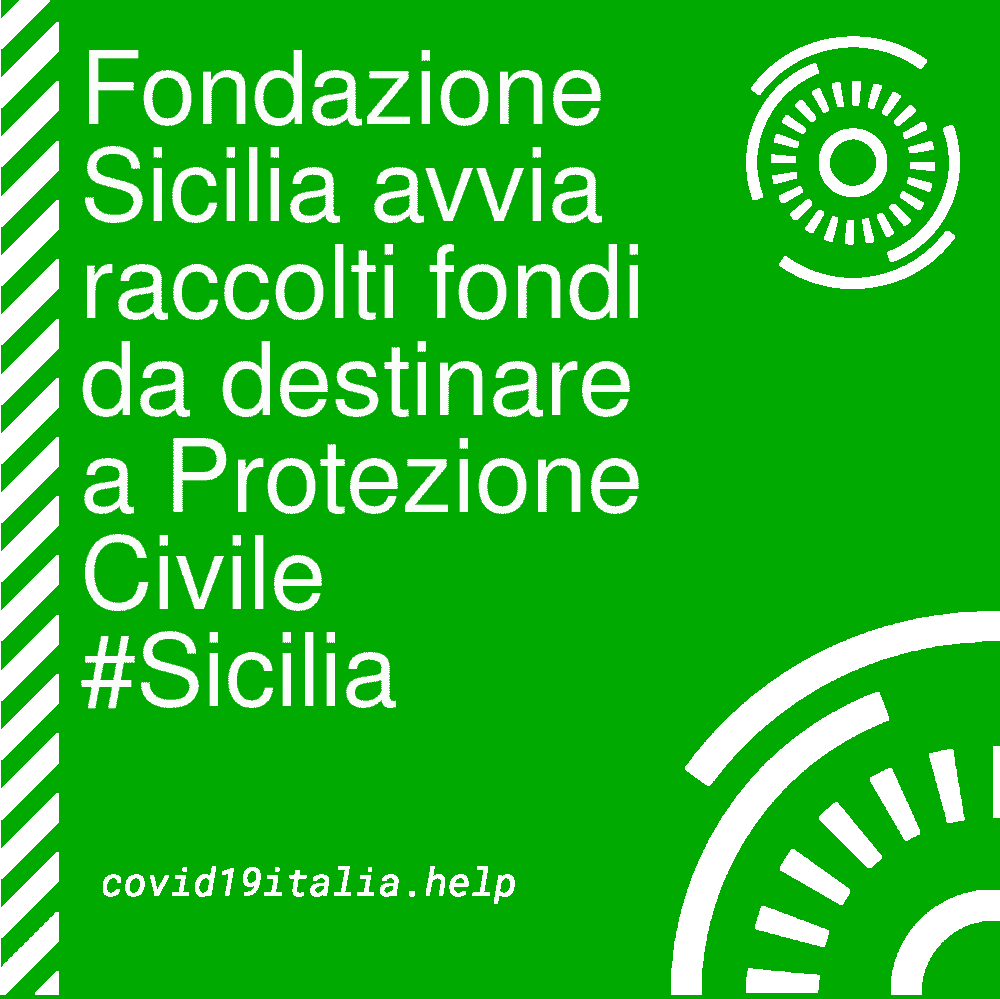 Fondazione
Sicilia avvia
raccolti fondi
da destinare
a Protezione
Civile
#Sicilia
covid19italia.help